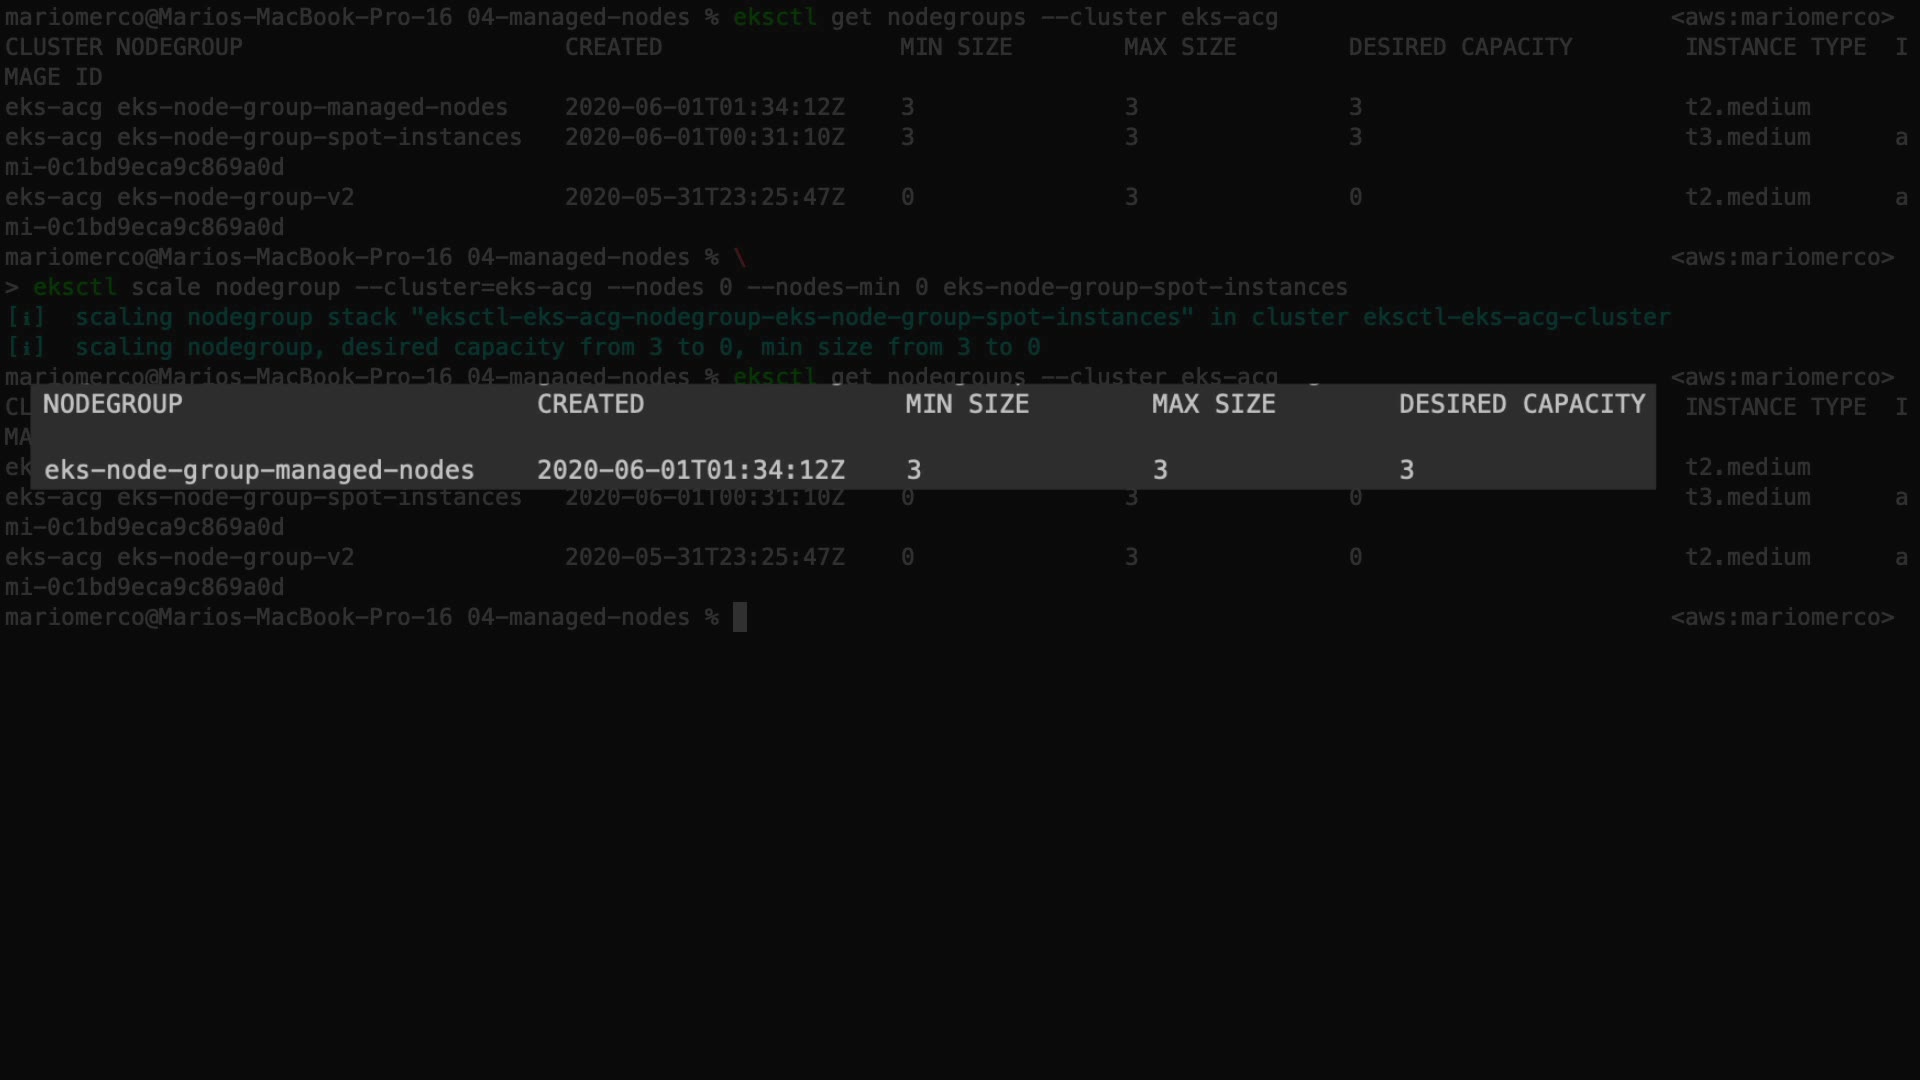 mariomerco@Marios-MacBook-Pro-16 04-managed-nodes % eksctl get nodegroups --cluster eks-acg <aws:mariomerco>
CLUSTER NODEGROUP CREATED MIN SIZE MAX SIZE DESIRED CAPACITY INSTANCE TYPE I
MAGE ID
eks-acg eks-node-group-managed-nodes 2020-06-01T01:34:12Z 3 3 3 t2.medium
eks-acg eks-node-group-spot-instances 2020-06-01T00:31:10Z 3 3 3 t3.medium a
mi-0c1bd9eca9c869a0d
eks-acg eks-node-group-v2 2020-05-31T23:25:47Z 0 3 0 t2.medium a
mi-0c1bd9eca9c869a0d
mariomerco@Marios-MacBook-Pro-16 04-managed-nodes % \ <aws:mariomerco>
> eksctl scale nodegroup --cluster=eks-acg --nodes 0 --nodes-min 0 eks-node-group-spot-instances
[i] scaling nodegroup stack "eksctl-eks-acg-nodegroup-eks-node-group-spot-instances" in cluster eksctl-eks-acg-cluster
[i] scaling nodegroup, desired capacity from 3 to 0, min size from 3 to 0
mariomerco@Marios-MacBook-Pro-16 04-managed-nodes % eksctl get nodegroups --cluster eks-acg <aws:mariomerco>
CL NODEGROUP CREATED MIN SIZE MAX SIZE DESIRED CAPACITY INSTANCE TYPE I
MA
ek eks-node-group-managed-nodes 2020-06-01T01:34:12Z 3 3 3 t2.medium
eks-acg eks-node-group-spot-instances 2020-06-01T00:31:10Z 0 3 0 t3.medium a
mi-0c1bd9eca9c869a0d
eks-acg eks-node-group-v2 2020-05-31T23:25:47Z 0 3 0 t2.medium a
mi-0c1bd9eca9c869a0d
mariomerco@Marios-MacBook-Pro-16 04-managed-nodes % <aws:mariomerco>